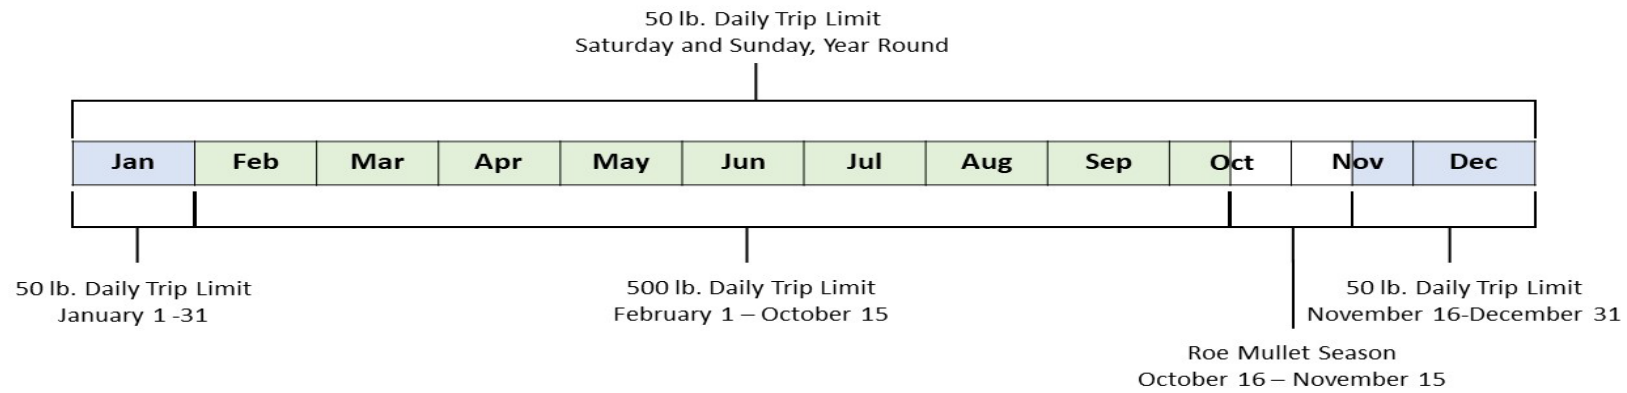 50 lb. Daily Trip Limit
Saturday and Sunday, Year Round
Jan Feb Mar Apr May Jun Jul Aug Sep Oct Nov Dec
50 lb. Daily Trip Limit
January 1 -31
500 lb. Daily Trip Limit
February 1 – October 15
50 lb. Daily Trip Limit
November 16-December 31
Roe Mullet Season
October 16 – November 15